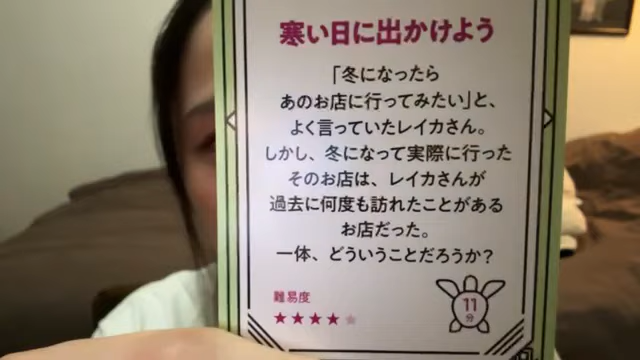 寒い日に出かけよう
「冬になったら
あのお店に行ってみたい」と、
よく言っていたレイカさん。
しかし、冬になって実際に行った
そのお店は、レイカさんが
過去に何度も訪れたことがある
お店だった。
一体、どういうことだろうか?
難易度
★★★★★
11
分